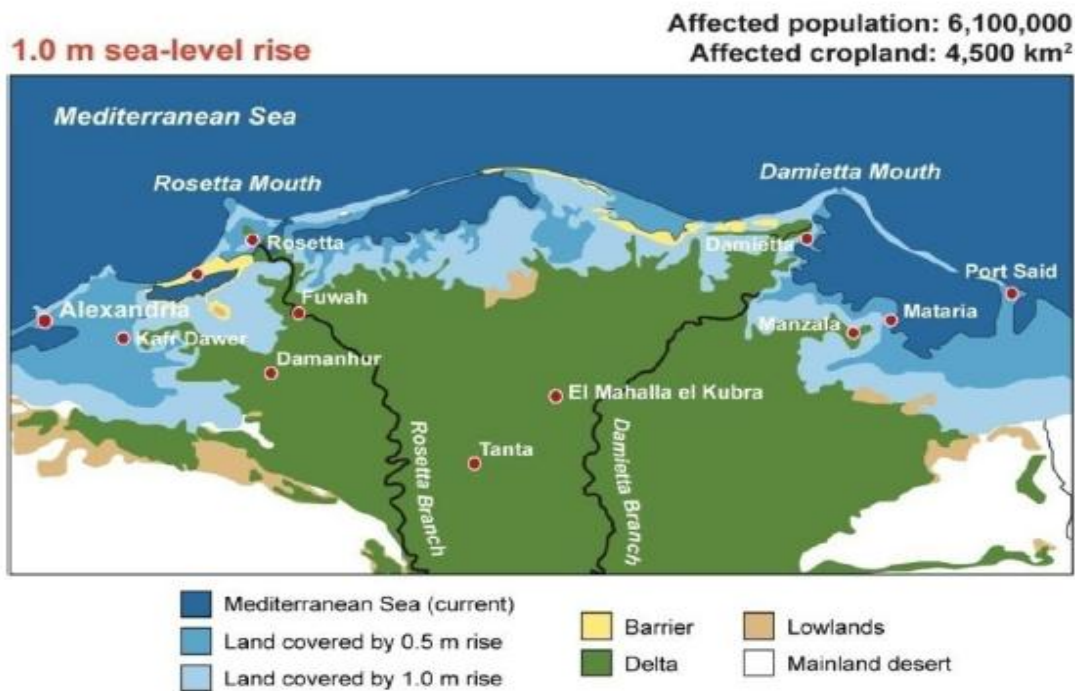 Affected population: 6,100,000
1.0 m sea-level rise
Affected cropland: 4,500 km²
Mediterranean Sea
Rosetta Mouth
Damietta Mouth
Rosetta
Damietta
Port Said
Alexandria
Fuwah
Mataria
Kafr Dawer
Manzala
Damanhur
El Mahalla el Kubra
Tanta
Rosetta Branch
Damietta Branch
Mediterranean Sea (current)
Land covered by 0.5 m rise
Land covered by 1.0 m rise
Barrier
Delta
Lowlands
Mainland desert